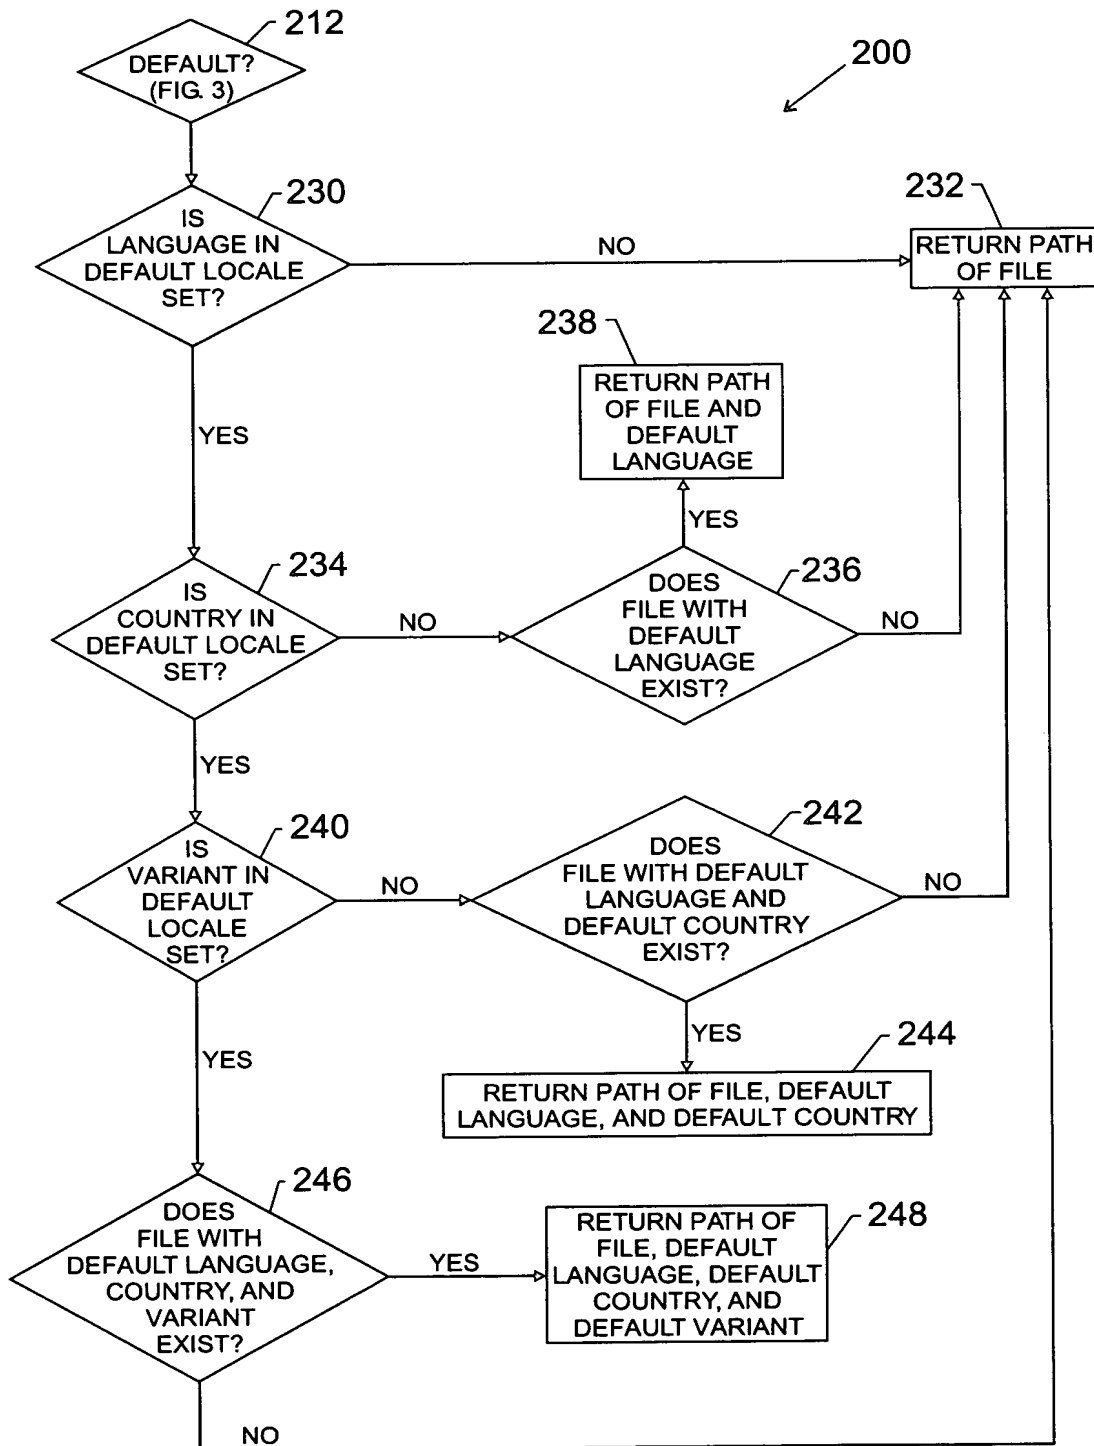 212
DEFAULT?
(FIG. 3)
200
230
IS
LANGUAGE IN
DEFAULT LOCALE
SET?
NO
232
RETURN PATH
OF FILE
YES
238
RETURN PATH
OF FILE AND
DEFAULT
LANGUAGE
YES
234
IS
COUNTRY IN
DEFAULT LOCALE
SET?
NO
236
DOES
FILE WITH
DEFAULT
LANGUAGE
EXIST?
NO
YES
240
IS
VARIANT IN
DEFAULT
LOCALE
SET?
NO
242
DOES
FILE WITH DEFAULT
LANGUAGE AND
DEFAULT COUNTRY
EXIST?
NO
YES
YES
244
RETURN PATH OF FILE, DEFAULT
LANGUAGE, AND DEFAULT COUNTRY
246
DOES
FILE WITH
DEFAULT LANGUAGE,
COUNTRY, AND
VARIANT
EXIST?
YES
248
RETURN PATH OF
FILE, DEFAULT
LANGUAGE, DEFAULT
COUNTRY, AND
DEFAULT VARIANT
NO